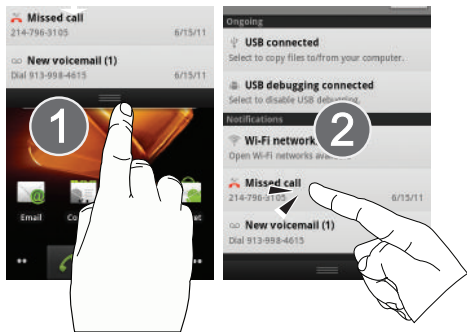 Missed call
214-796-3105 6/15/11
New voicemail (1)
Dial 913-998-4615 6/15/11
1
Email
Ongoing
USB connected
Select to copy files to/from your computer.
USB debugging connected
Select to disable USB debugging.
Notifications
2
Wi-Fi network
Open Wi-Fi networks
Missed call
214-796-3105 6/15/11
New voicemail (1)
Dial 913-998-4615